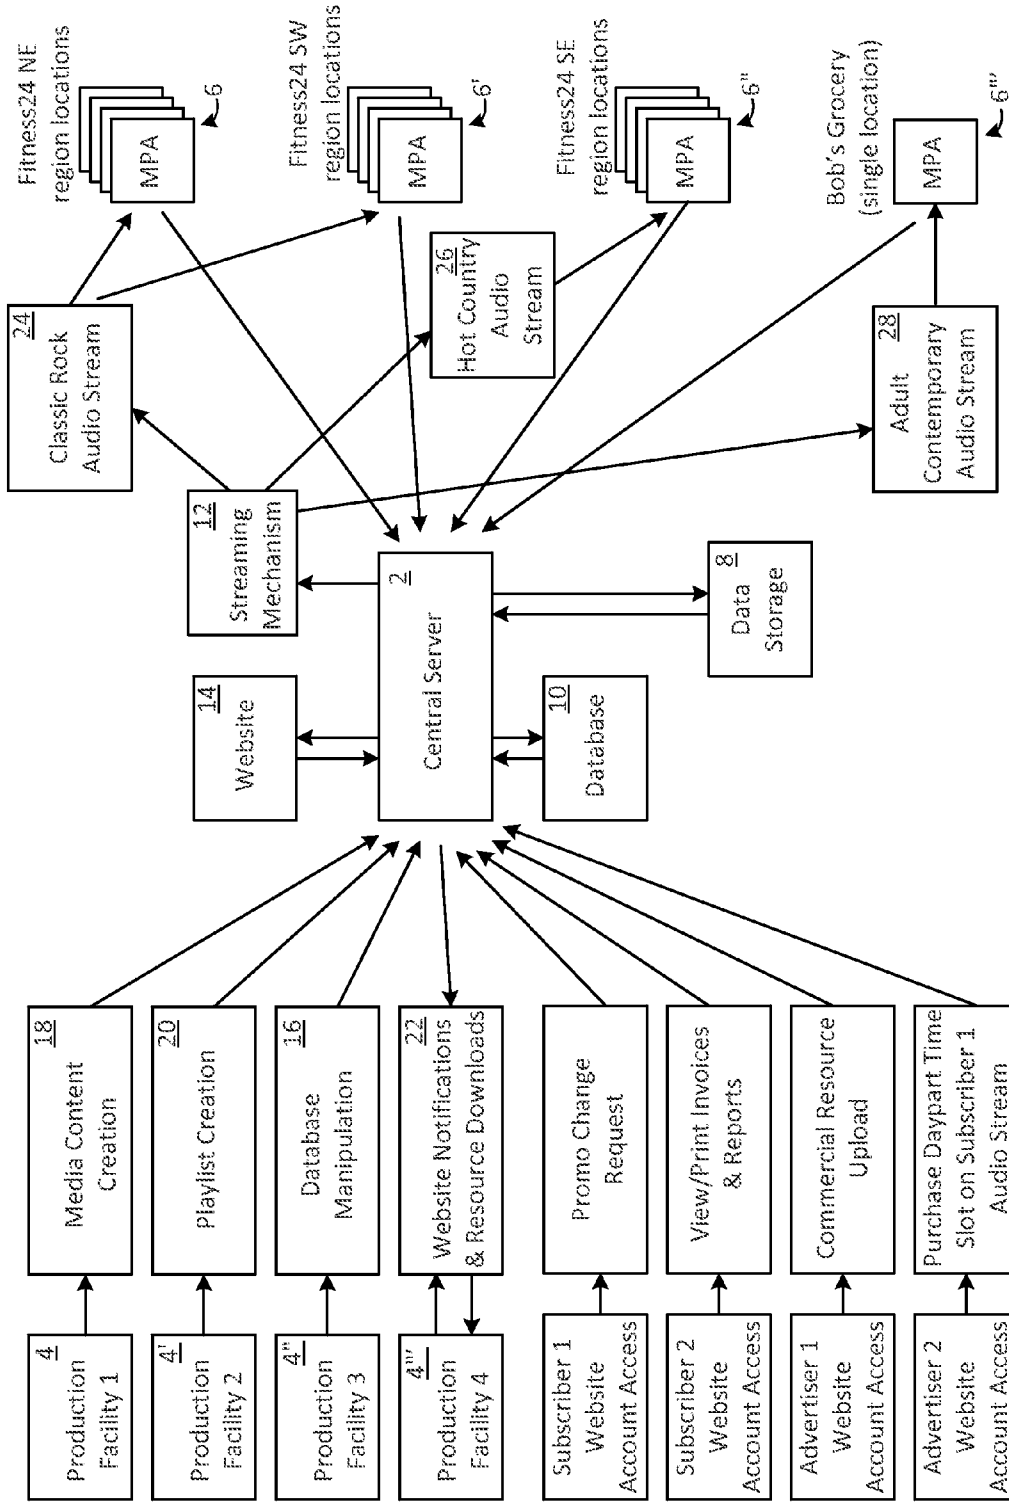 4
Production
Facility 1
18
Media Content
Creation
4'
Production
Facility 2
20
Playlist Creation
4"
Production
Facility 3
16
Database
Manipulation
4"'
Production
Facility 4
22
Website Notifications
& Resource Downloads
Subscriber 1
Website
Account Access
Promo Change
Request
Subscriber 2
Website
Account Access
View/Print Invoices
& Reports
Advertiser 1
Website
Account Access
Commercial Resource
Upload
Advertiser 2
Website
Account Access
Purchase Daypart Time
Slot on Subscriber 1
Audio Stream
14
Website
12
Streaming
Mechanism
2
Central Server
10
Database
8
Data
Storage
24
Classic Rock
Audio Stream
26
Hot Country
Audio
Stream
28
Adult
Contemporary
Audio Stream
Fitness24 NE
region locations
MPA
6
Fitness24 SW
region locations
MPA
6'
Fitness24 SE
region locations
MPA
6"
Bob's Grocery
(single location)
MPA
6"'